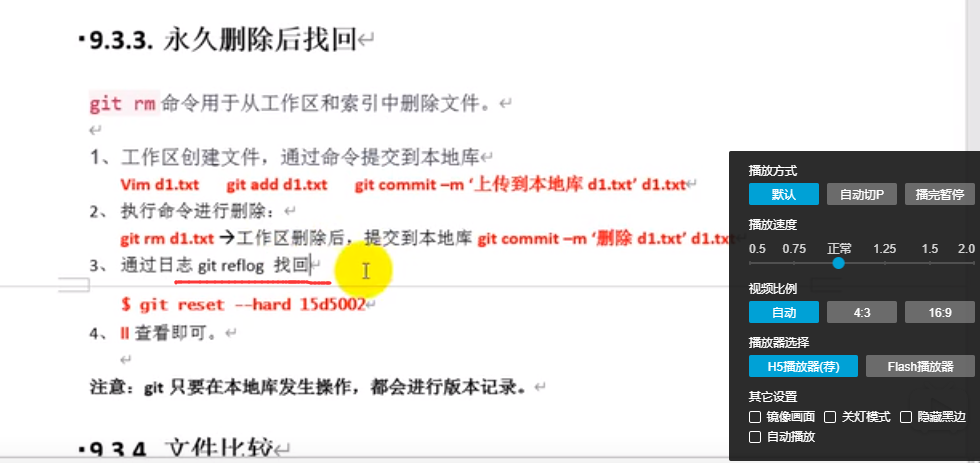 ·9.3.3. 永久删除后找回
git rm 命令用于从工作区和索引中删除文件。
1、工作区创建文件，通过命令提交到本地库
Vim d1.txt git add d1.txt git commit –m ‘上传到本地库 d1.txt’ d1.txt
2、执行命令进行删除：
git rm d1.txt →工作区删除后，提交到本地库 git commit –m ‘删除 d1.txt’ d1.txt
3、通过日志 git reflog 找回
$ git reset --hard 15d5002
4、ll 查看即可。
注意：git 只要在本地库发生操作，都会进行版本记录。
·9.3.4 文件比较
播放方式
默认 自动切P 播完暂停
播放速度
0.5 0.75 正常 1.25 1.5 2.0
视频比例
自动 4:3 16:9
播放器选择
H5播放器(荐) Flash播放器
其它设置
镜像画面 关灯模式 隐藏黑边
自动播放